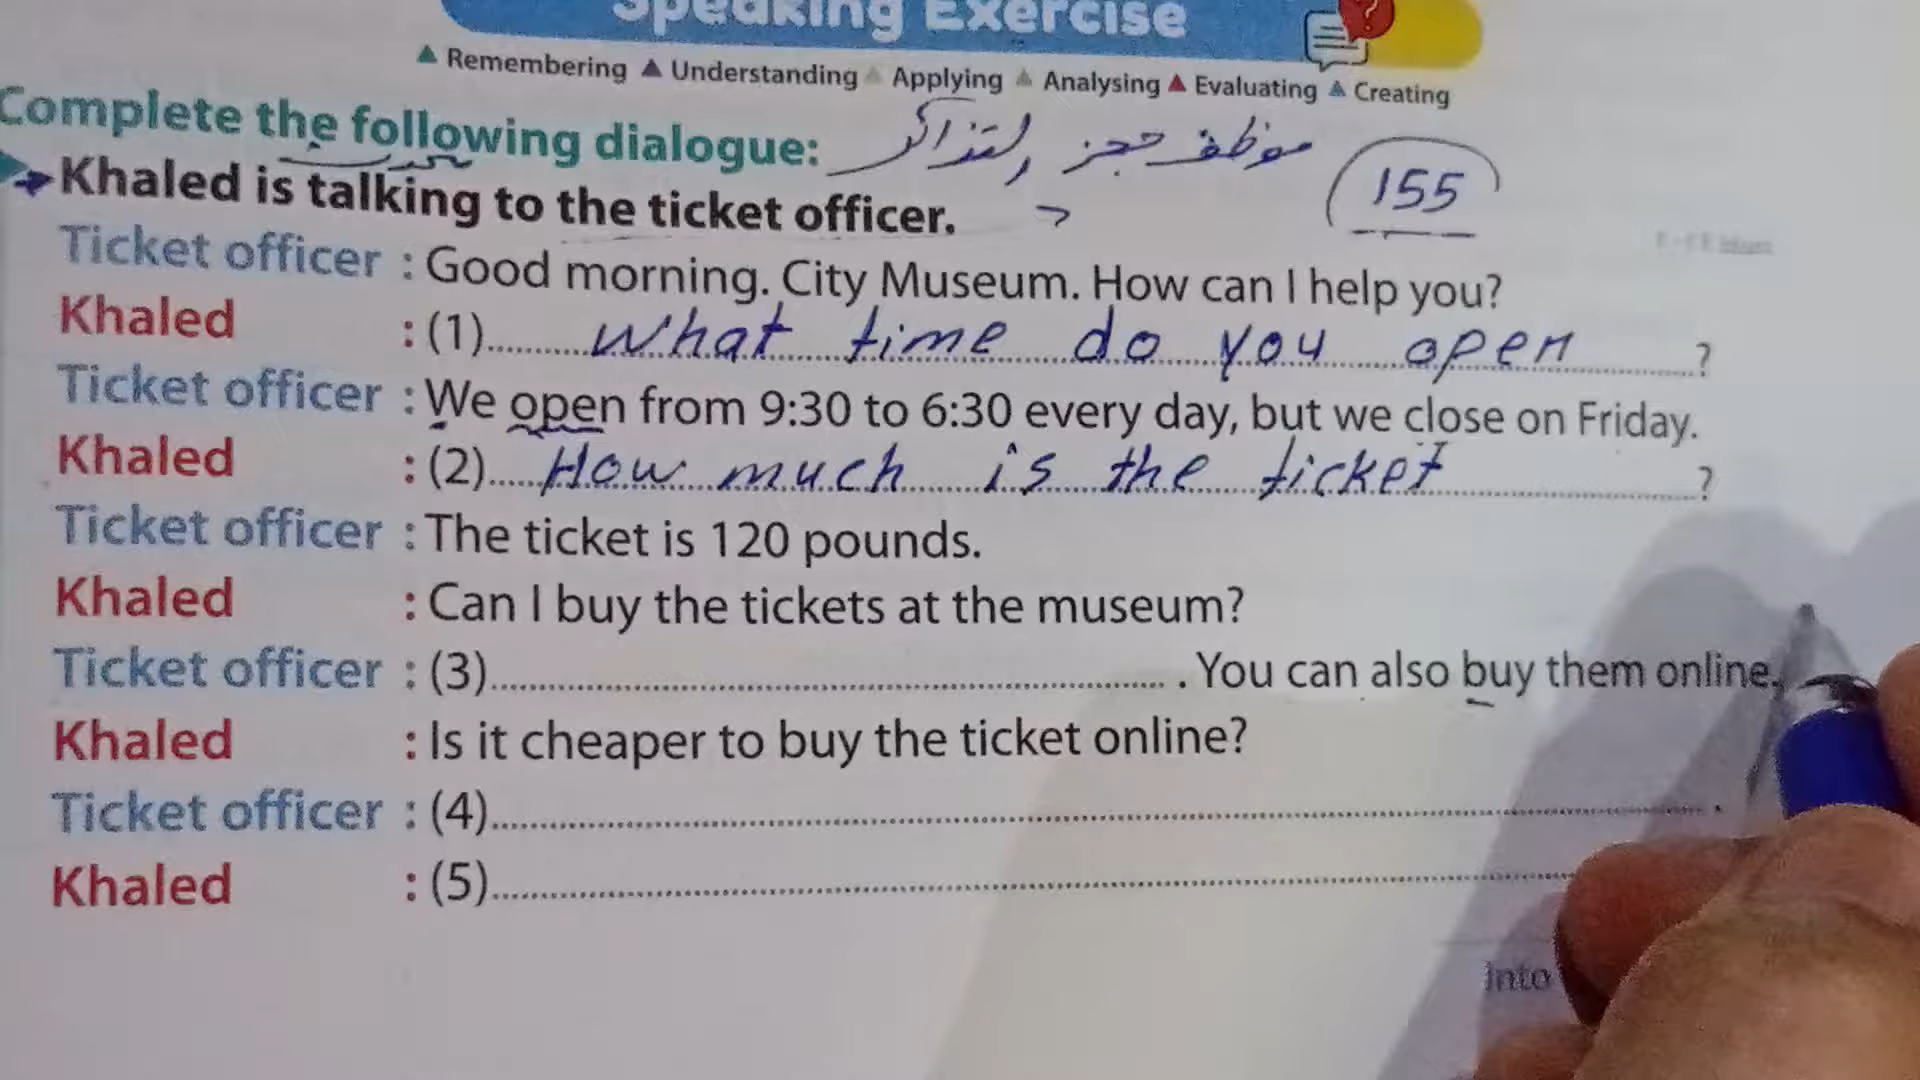 Speaking Exercise
Remembering Understanding Applying Analysing Evaluating Creating
Complete the following dialogue: موظف حجز التذاكر
155
Khaled is talking to the ticket officer.
Ticket officer : Good morning. City Museum. How can I help you?
Khaled : (1) What time do you open ?
Ticket officer : We open from 9:30 to 6:30 every day, but we close on Friday.
Khaled : (2) How much is the ticket ?
Ticket officer : The ticket is 120 pounds.
Khaled : Can I buy the tickets at the museum?
Ticket officer : (3) . You can also buy them online.
Khaled : Is it cheaper to buy the ticket online?
Ticket officer : (4) .
Khaled : (5)
Into